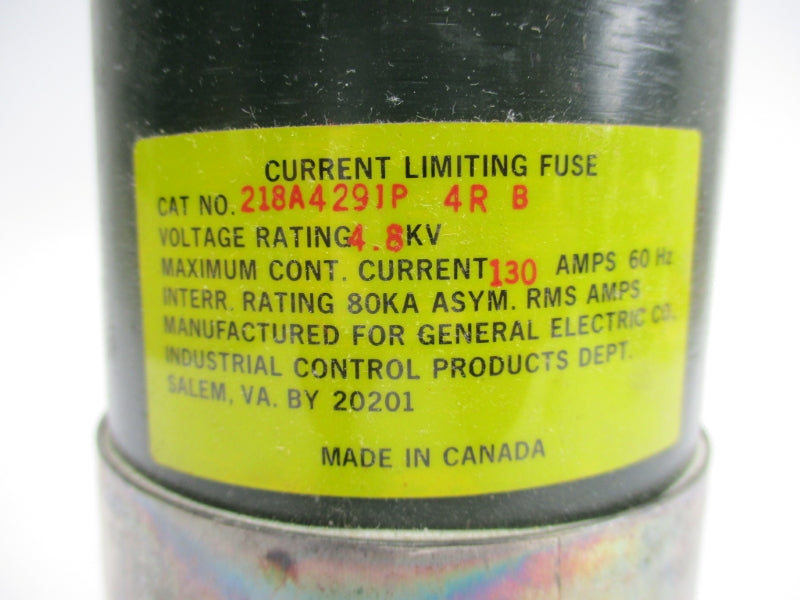 CURRENT LIMITING FUSE
CAT NO. 218A4291P 4R B
VOLTAGE RATING 4.8KV
MAXIMUM CONT. CURRENT 130 AMPS 60 Hz
INTERR. RATING 80KA ASYM. RMS AMPS
MANUFACTURED FOR GENERAL ELECTRIC CO.
INDUSTRIAL CONTROL PRODUCTS DEPT.
SALEM, VA. BY 20201
MADE IN CANADA